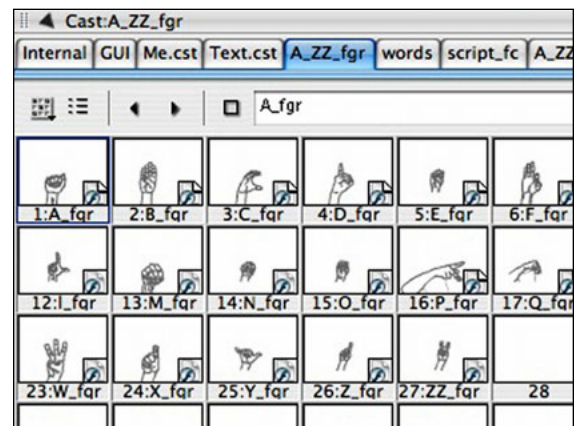 Cast:A_ZZ_fgr
Internal GUI Me.cst Text.cst A_ZZ_fgr words script_fc A_ZZ
A_fgr
1:A_fgr 2:B_fgr 3:C_fgr 4:D_fgr 5:E_fgr 6:F_fgr
12:l_fgr 13:M_fgr 14:N_fgr 15:O_fgr 16:P_fgr 17:Q_fgr
23:W_fgr 24:X_fgr 25:Y_fgr 26:Z_fgr 27:ZZ_fgr 28